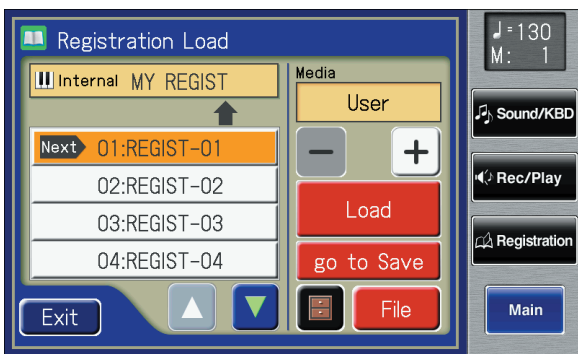 Registration Load
Internal MY REGIST
Next 01:REGIST-01
02:REGIST-02
03:REGIST-03
04:REGIST-04
Exit
Media
User
− +
Load
go to Save
File
♩=130
M: 1
Sound/KBD
Rec/Play
Registration
Main